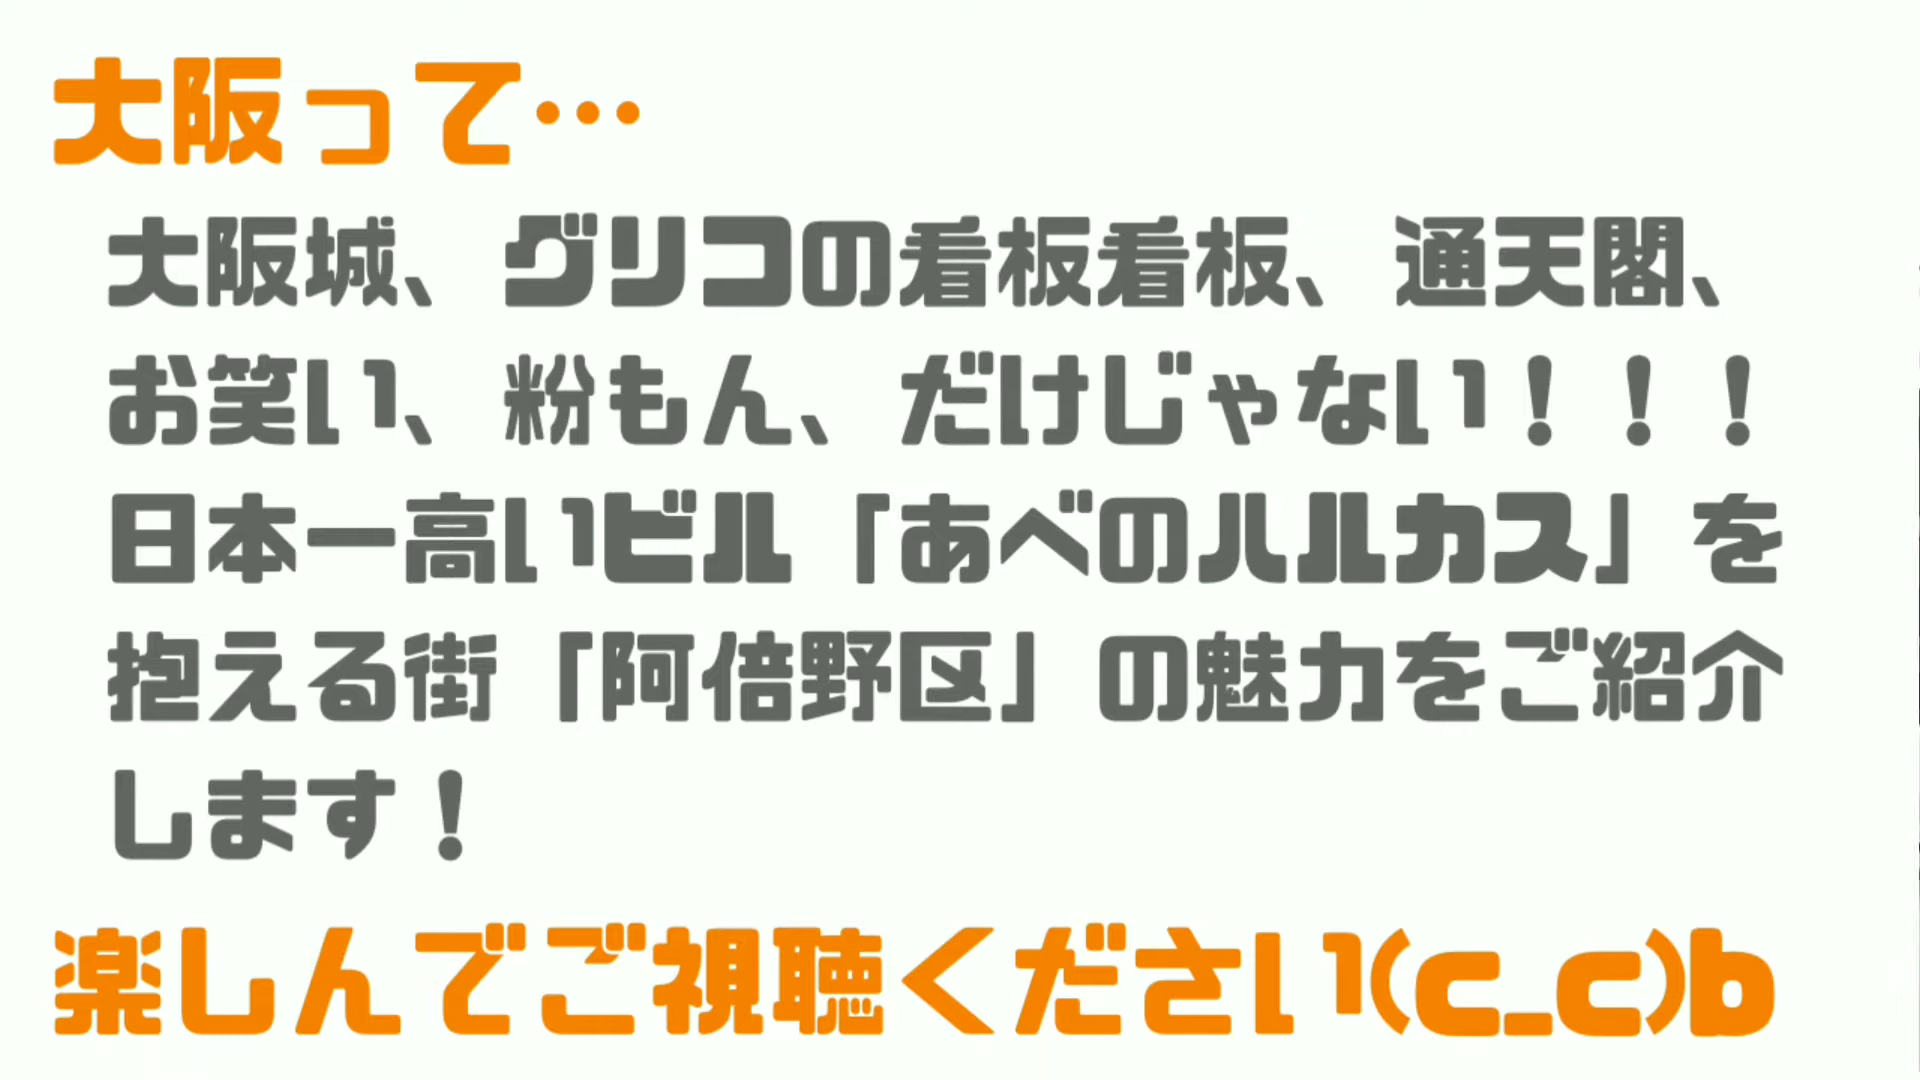 大阪って…
大阪城、グリコの看板看板、通天閣、
お笑い、粉もん、だけじゃない！！！
日本一高いビル「あべのハルカス」を
抱える街「阿倍野区」の魅力をご紹介
します！
楽しんでご視聴ください(c_c)b